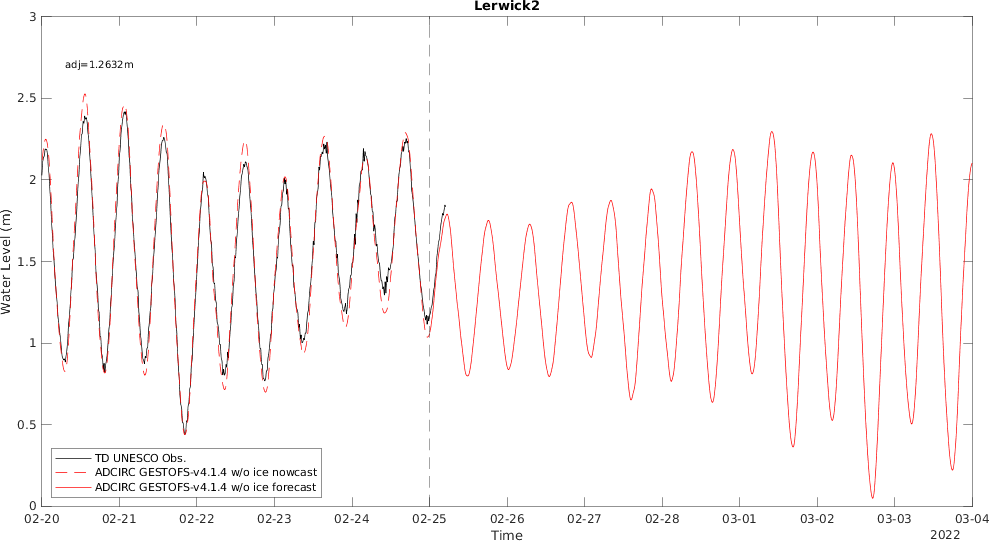 Lerwick2
adj=1.2632m
Water Level (m)
3
2.5
2
1.5
1
0.5
0
TD UNESCO Obs.
ADCIRC GESTOFS-v4.1.4 w/o ice nowcast
ADCIRC GESTOFS-v4.1.4 w/o ice forecast
02-20 02-21 02-22 02-23 02-24 02-25 02-26 02-27 02-28 03-01 03-02 03-03 03-04
Time
2022